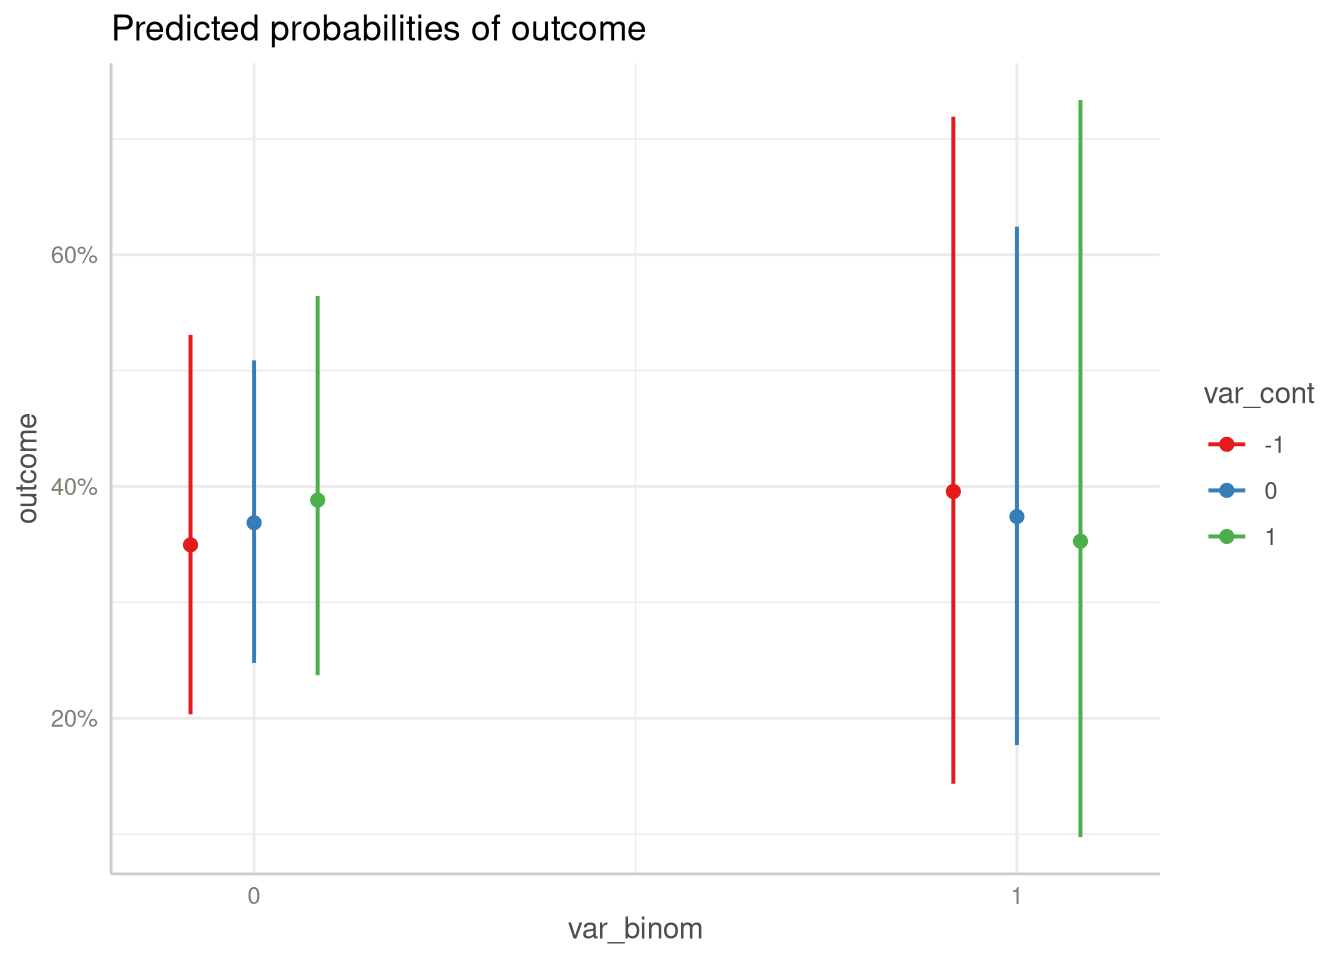 Predicted probabilities of outcome
outcome
60%
40%
20%
0
1
var_binom
var_cont
-1
0
1